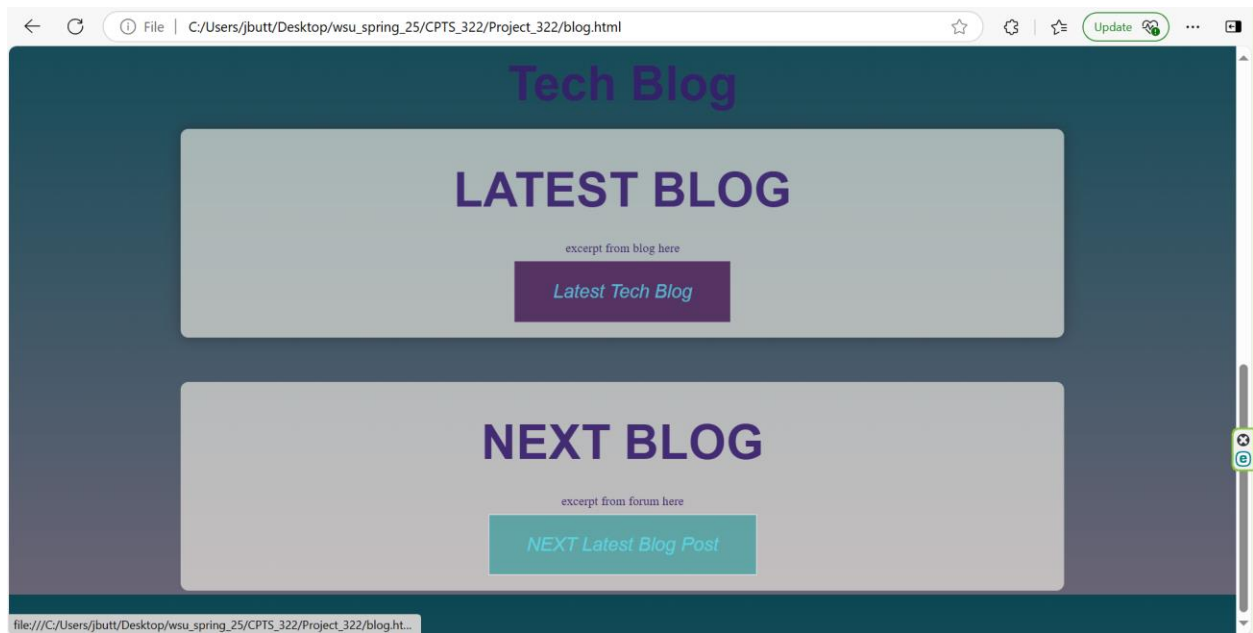 File C:/Users/jbutt/Desktop/wsu_spring_25/CPTS_322/Project_322/blog.html Update
Tech Blog
LATEST BLOG
excerpt from blog here
Latest Tech Blog
NEXT BLOG
excerpt from forum here
NEXT Latest Blog Post
e
file:///C:/Users/jbutt/Desktop/wsu_spring_25/CPTS_322/Project_322/blog.ht...